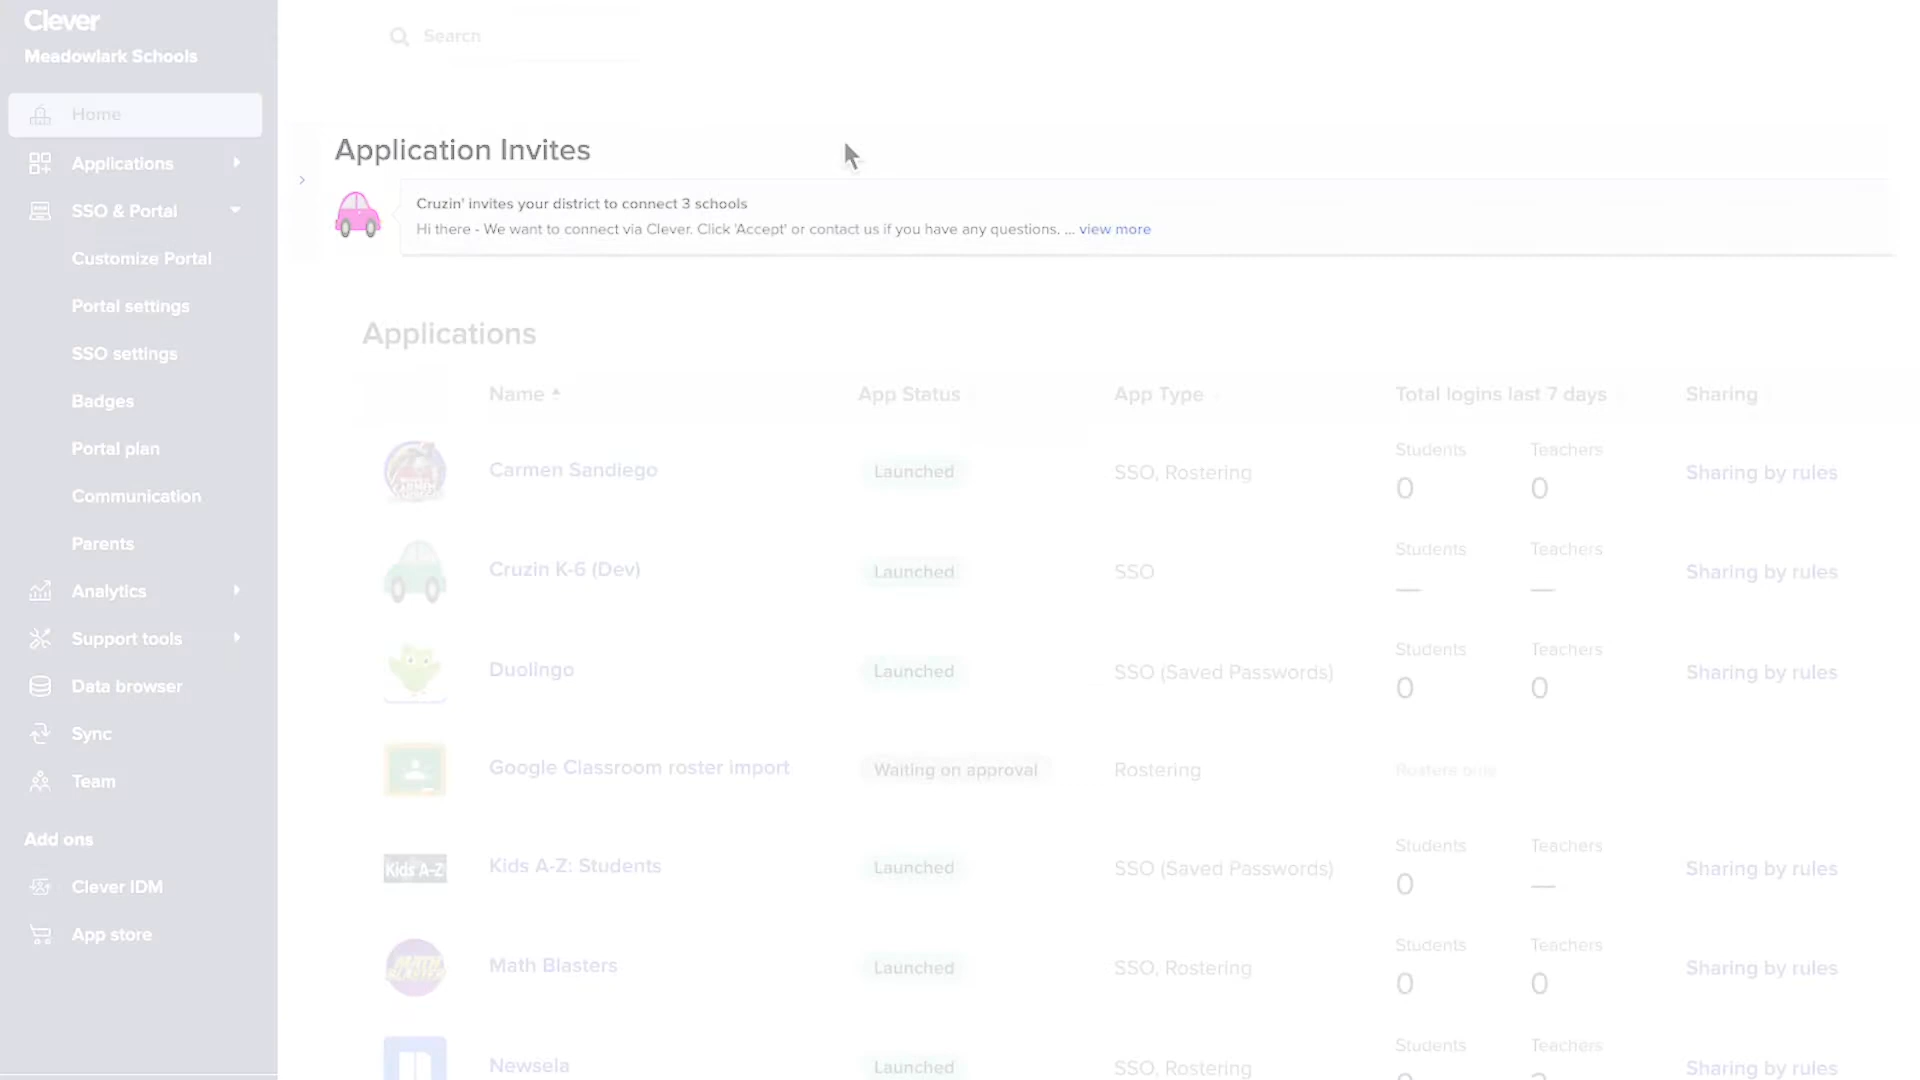 Clever
Meadowlark Schools
Home
Applications
SSO & Portal
Customize Portal
Portal settings
SSO settings
Badges
Portal plan
Communication
Parents
Analytics
Support tools
Data browser
Sync
Team
Add ons
Clever IDM
App store
Search
Application Invites
Cruzin' invites your district to connect 3 schools
Hi there - We want to connect via Clever. Click 'Accept' or contact us if you have any questions. ... view more
Applications
Name App Status App Type Total logins last 7 days Sharing
Students Teachers
Carmen Sandiego Launched SSO, Rostering 0 0 Sharing by rules
Students Teachers
Cruzin K-6 (Dev) Launched SSO — — Sharing by rules
Students Teachers
Duolingo Launched SSO (Saved Passwords) 0 0 Sharing by rules
Google Classroom roster import Waiting on approval Rostering Rosters only
Students Teachers
Kids A-Z Kids A-Z: Students Launched SSO (Saved Passwords) 0 — Sharing by rules
Students Teachers
MATH BLASTER Math Blasters Launched SSO, Rostering 0 0 Sharing by rules
Students Teachers
Newsela Launched SSO, Rostering Sharing by rules